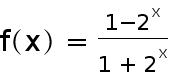 f(x) = (1−2^x)/(1 + 2^x)